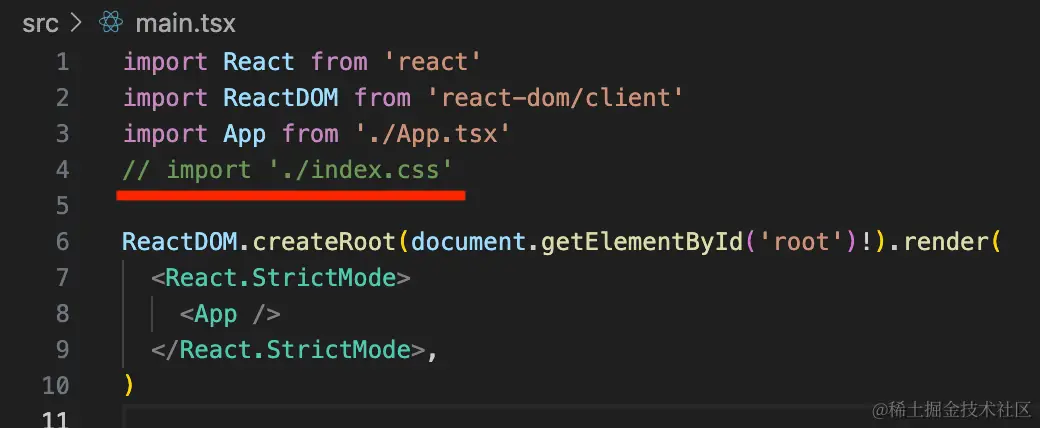 src > main.tsx
1 import React from 'react'
2 import ReactDOM from 'react-dom/client'
3 import App from './App.tsx'
4 // import './index.css'
5
6 ReactDOM.createRoot(document.getElementById('root')!).render(
7   <React.StrictMode>
8     <App />
9   </React.StrictMode>,
10 )
11
@稀土掘金技术社区